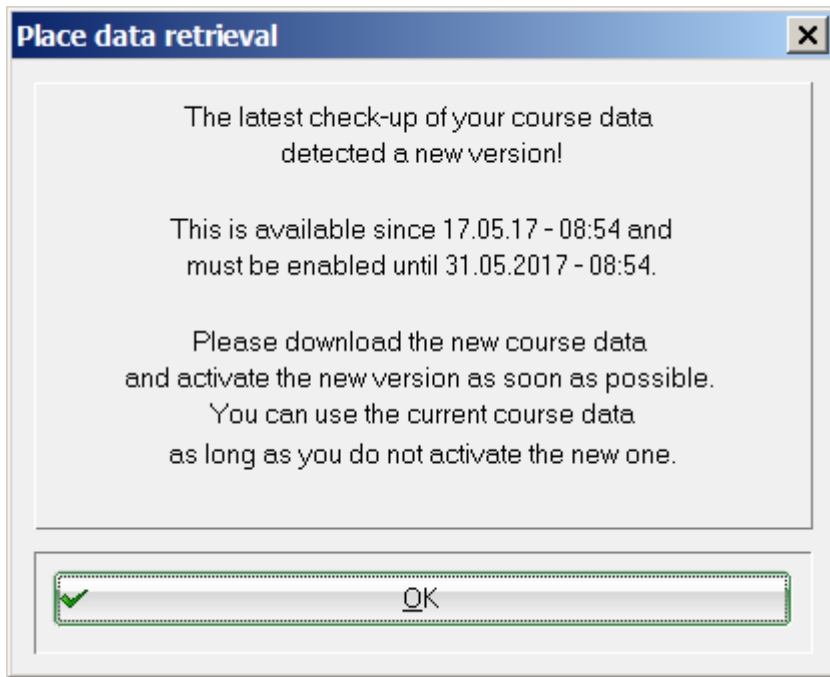 Place data retrieval
The latest check-up of your course data
detected a new version!
This is available since 17.05.17 - 08:54 and
must be enabled until 31.05.2017 - 08:54.
Please download the new course data
and activate the new version as soon as possible.
You can use the current course data
as long as you do not activate the new one.
OK